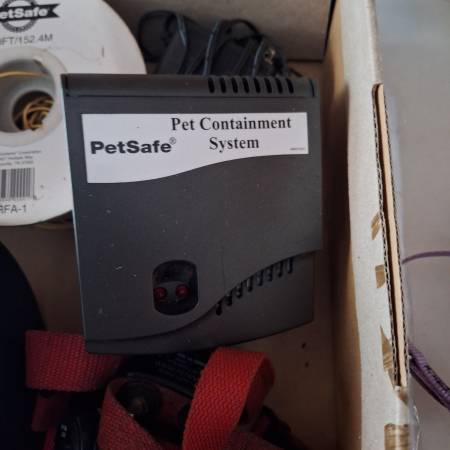 PetSafe
FT/152.4M
RFA-1
PetSafe®
Pet Containment
System